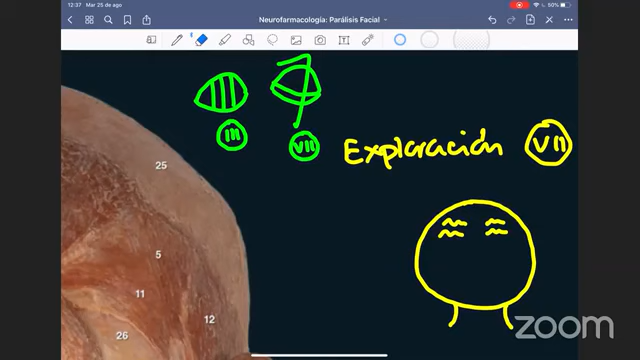 12:37 Mar 25 de ago
50%
Neurofarmacología: Parálisis Facial
III
VII
Exploración VII
25
5
11
12
26
zoom